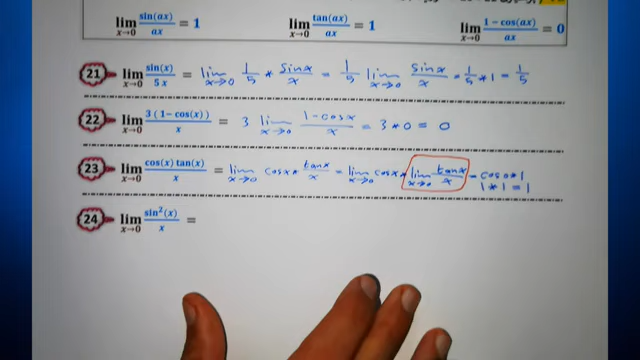 lim x→0 sin(ax)/ax = 1   lim x→0 tan(ax)/ax = 1   lim x→0 1 − cos(ax)/ax = 0
21 lim x→0 sin(x)/5x = lim x→0 1/5 * sinx/x = 1/5 lim x→0 sinx/x = 1/5 * 1 = 1/5
22 lim x→0 3(1−cos(x))/x = 3 lim x→0 1-cosx/x = 3*0 = 0
23 lim x→0 cos(x) tan(x)/x = lim x→0 cosx * tanx/x = lim x→0 cosx * lim x→0 tanx/x = cos0*1
1*1=1
24 lim x→0 sin²(x)/x =